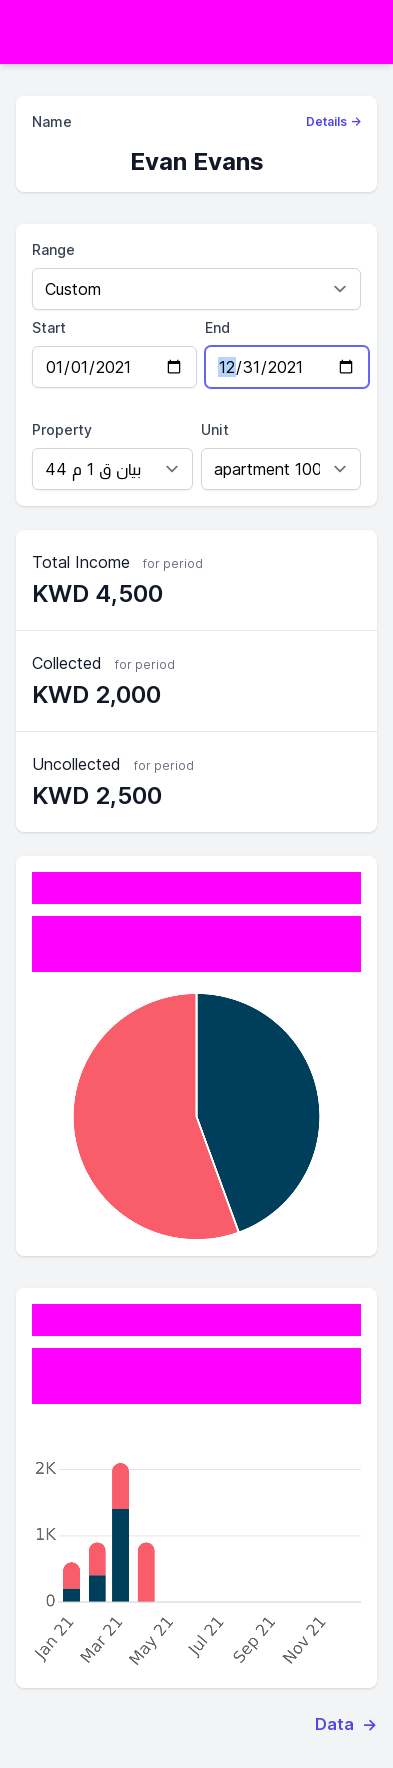 Name
Details →
Evan Evans
Range
Custom
Start
End
01/01/2021
12/31/2021
Property
Unit
بيان ق 1 م 44
apartment 100
Total Income for period
KWD 4,500
Collected for period
KWD 2,000
Uncollected for period
KWD 2,500
2K
1K
0
Jan 21
Mar 21
May 21
Jul 21
Sep 21
Nov 21
Data →